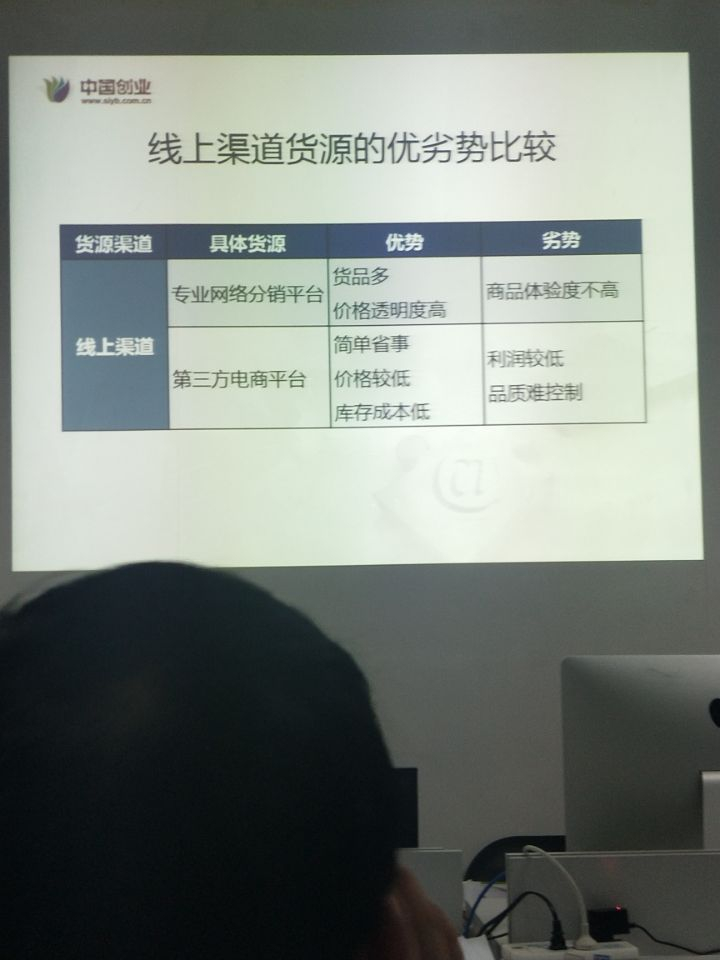 中国创业
www.siyb.com.cn
线上渠道货源的优劣势比较
货源渠道 具体货源 优势 劣势
线上渠道
专业网络分销平台
货品多
价格透明度高
商品体验度不高
第三方电商平台
简单省事
价格较低
库存成本低
利润较低
品质难控制
@